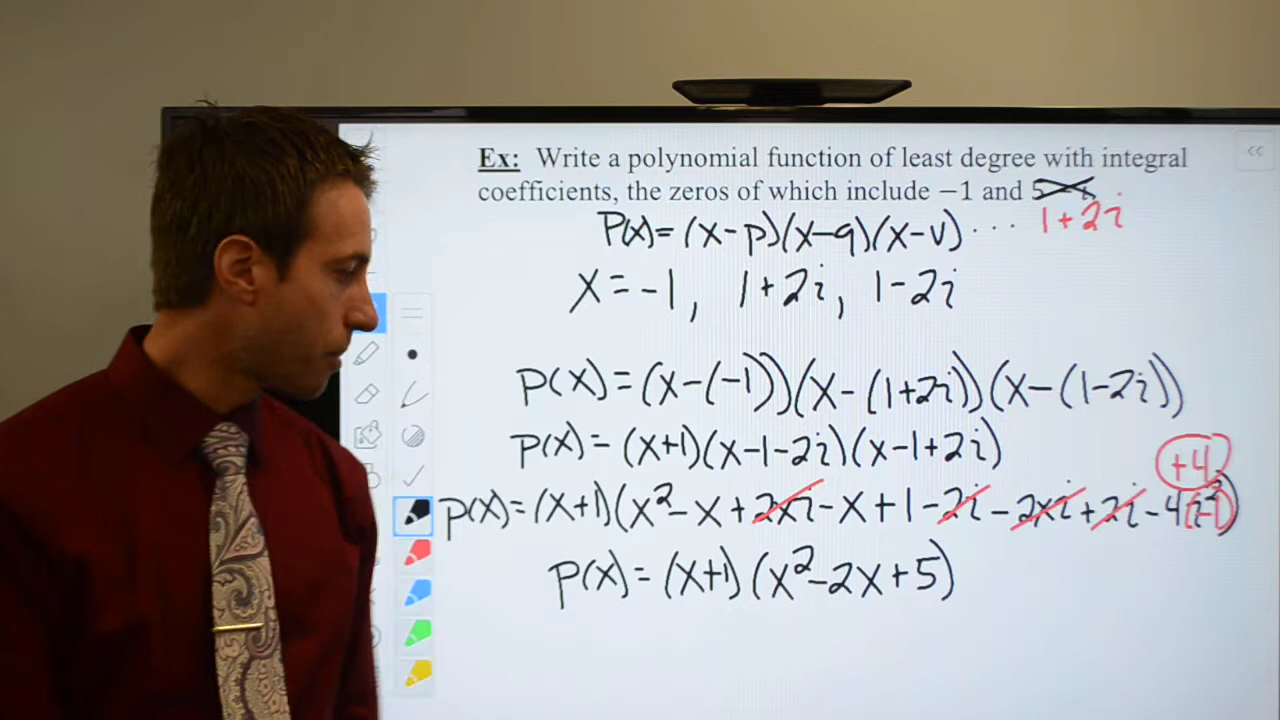 Ex: Write a polynomial function of least degree with integral
coefficients, the zeros of which include −1 and 5 − i
1+2i
P(x)=(x-p)(x-q)(x-v)...
x=-1, 1+2i, 1-2i
p(x)=(x-(-1))(x-(1+2i))(x-(1-2i))
p(x)=(x+1)(x-1-2i)(x-1+2i)
+4
p(x)=(x+1)(x²-x+2xi-x+1-2i-2xi+2i-4i²)
(-1)
p(x)=(x+1)(x²-2x+5)